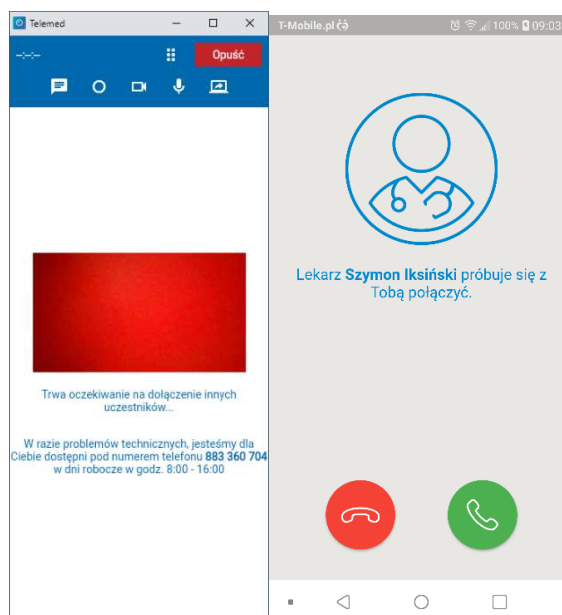 Telemed
--:--:--
Opuść
Trwa oczekiwanie na dołączenie innych
uczestników...
W razie problemów technicznych, jesteśmy dla
Ciebie dostępni pod numerem telefonu 883 360 704
w dni robocze w godz. 8:00 - 16:00
T-Mobile.pl
100%
09:03
Lekarz Szymon Iksiński próbuje się z
Tobą połączyć.